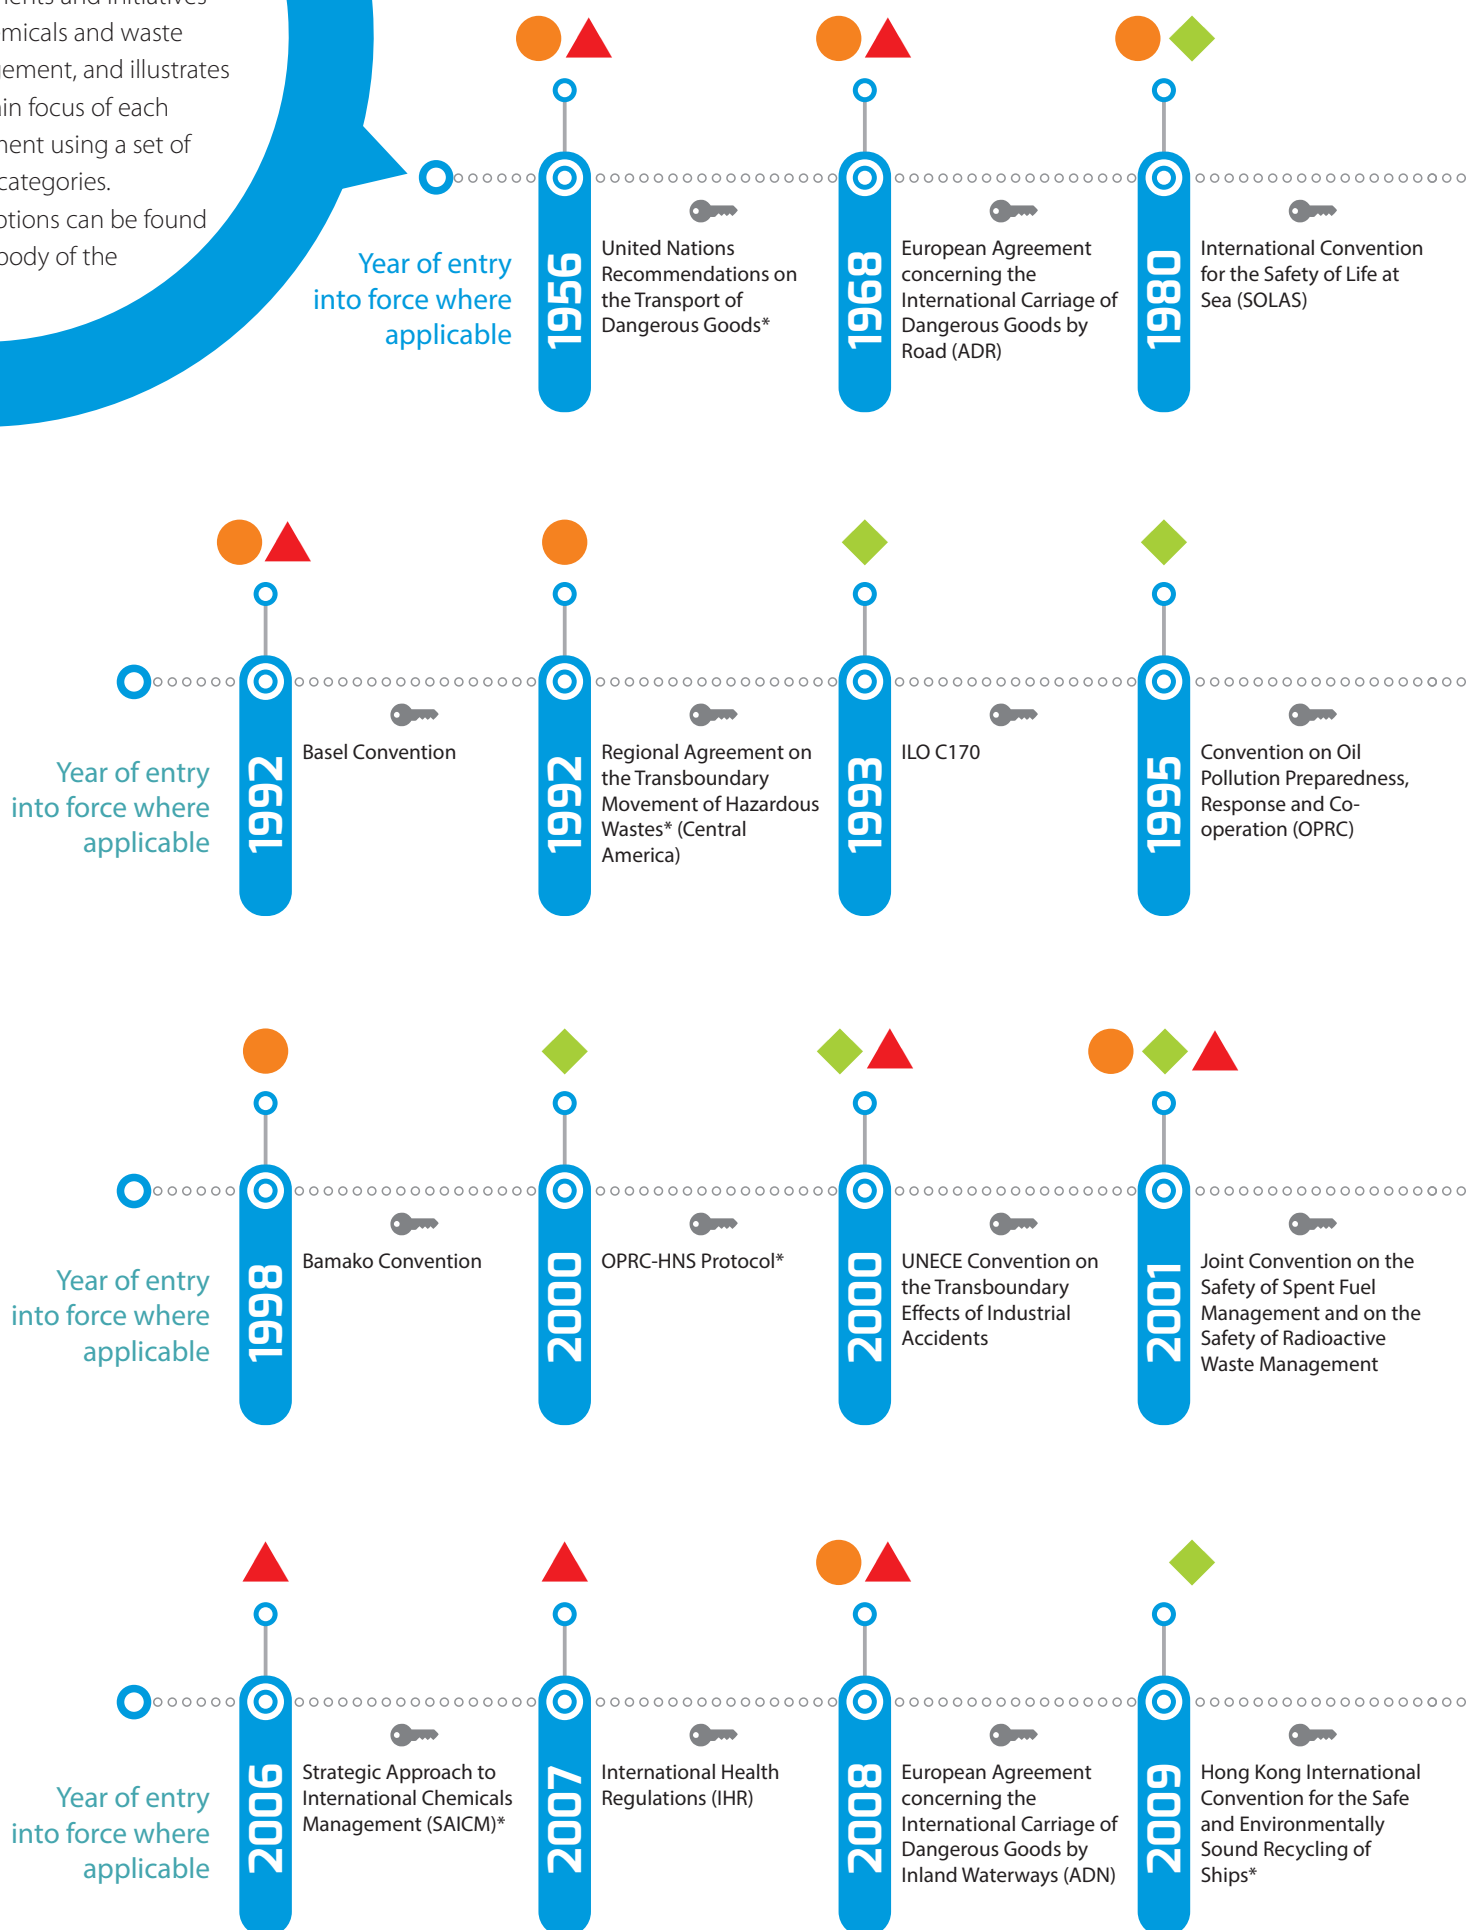 and initiatives
and waste
and illustrates
focus of each
using a set of
categories.
can be found
body of the
Year of entry
into force where
applicable
1956
United Nations
Recommendations on
the Transport of
Dangerous Goods*
1968
European Agreement
concerning the
International Carriage of
Dangerous Goods by
Road (ADR)
1980
International Convention
for the Safety of Life at
Sea (SOLAS)
Year of entry
into force where
applicable
1992
Basel Convention
1992
Regional Agreement on
the Transboundary
Movement of Hazardous
Wastes* (Central
America)
1993
ILO C170
1995
Convention on Oil
Pollution Preparedness,
Response and Co-
operation (OPRC)
Year of entry
into force where
applicable
1998
Bamako Convention
2000
OPRC-HNS Protocol*
2000
UNECE Convention on
the Transboundary
Effects of Industrial
Accidents
2001
Joint Convention on the
Safety of Spent Fuel
Management and on the
Safety of Radioactive
Waste Management
Year of entry
into force where
applicable
2006
Strategic Approach to
International Chemicals
Management (SAICM)*
2007
International Health
Regulations (IHR)
2008
European Agreement
concerning the
International Carriage of
Dangerous Goods by
Inland Waterways (ADN)
2009
Hong Kong International
Convention for the Safe
and Environmentally
Sound Recycling of
Ships*